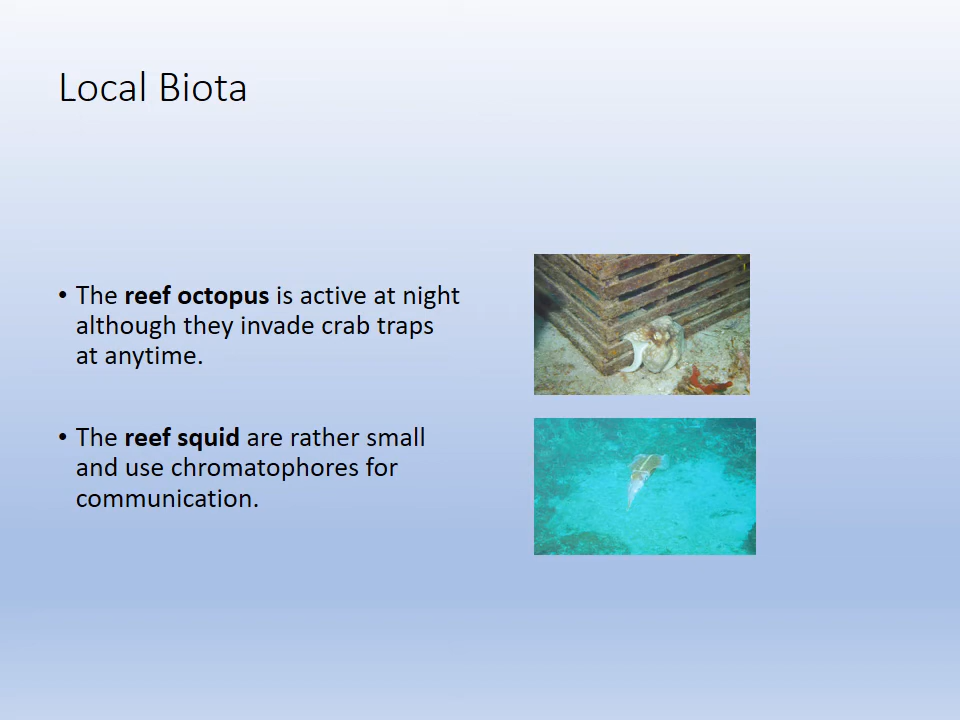 Local Biota
• The reef octopus is active at night
although they invade crab traps
at anytime.
• The reef squid are rather small
and use chromatophores for
communication.